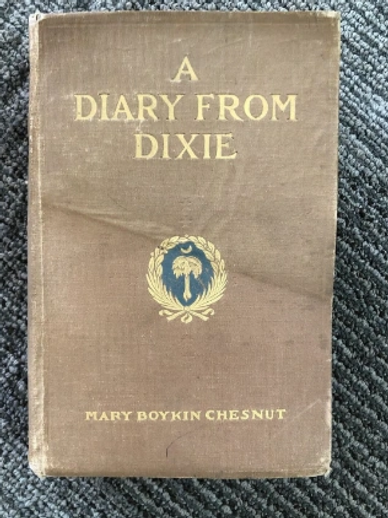 A
DIARY FROM
DIXIE
MARY BOYKIN CHESNUT